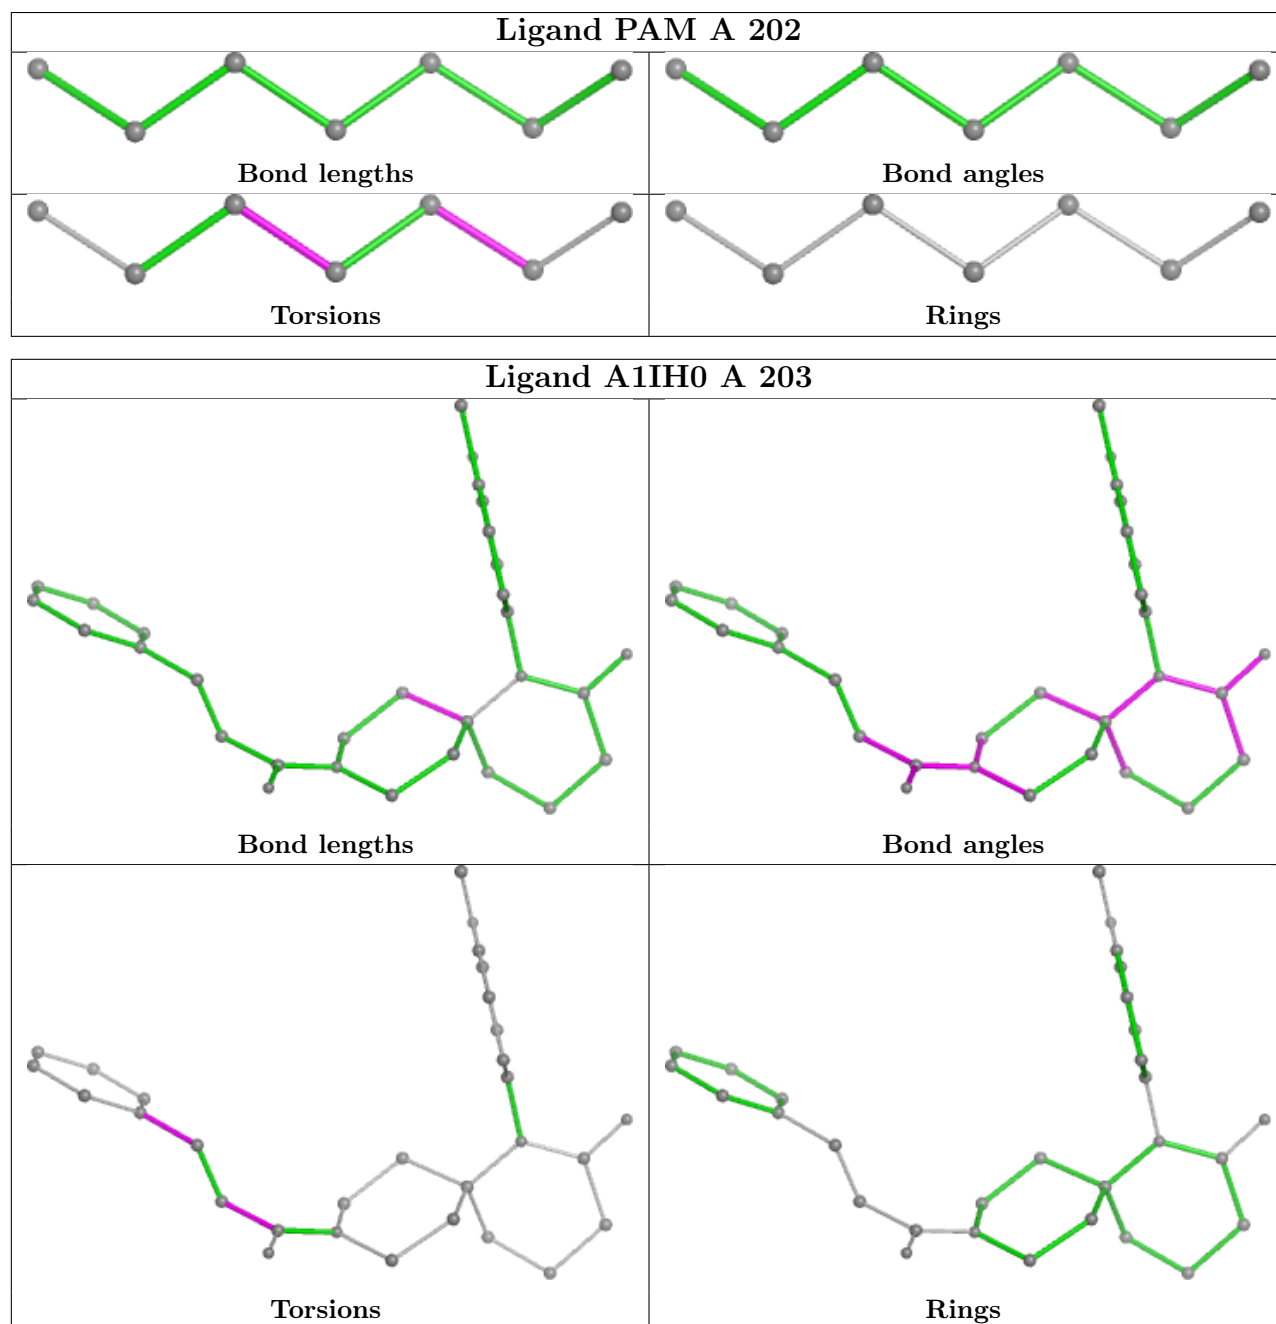 Ligand PAM A 202
Bond lengths
Bond angles
Torsions
Rings
Ligand A1IH0 A 203
Bond lengths
Bond angles
Torsions
Rings